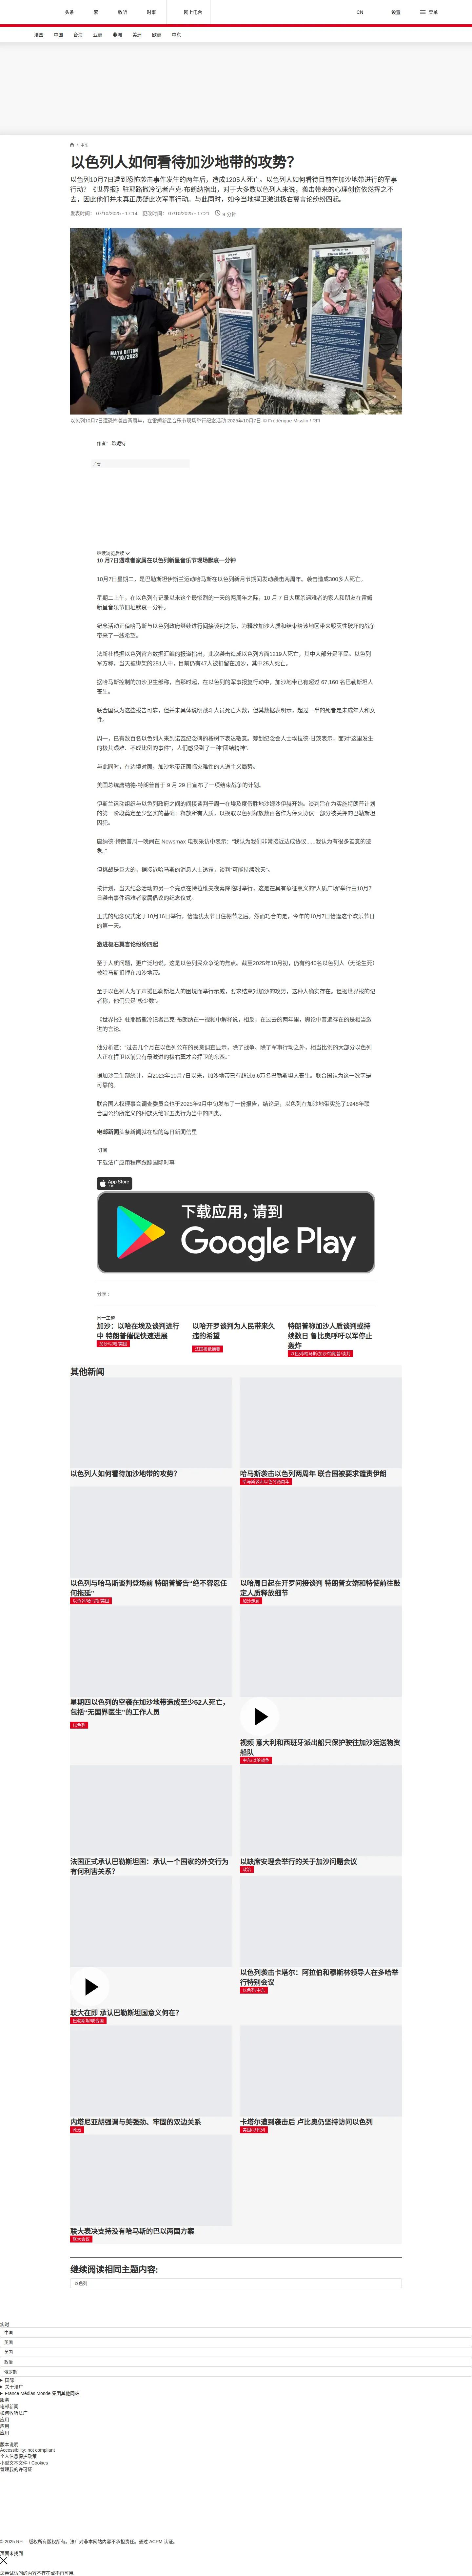 头条
繁
收听
时事
网上电台
CN
设置
菜单
法国
中国
台海
亚洲
非洲
美洲
欧洲
中东
/ 中东
以色列人如何看待加沙地带的攻势？
以色列10月7日遭到恐怖袭击事件发生的两年后，造成1205人死亡。以色列人如何看待目前在加沙地带进行的军事
行动？《世界报》驻耶路撒冷记者卢克·布朗纳指出，对于大多数以色列人来说，袭击带来的心理创伤依然挥之不
去，因此他们并未真正质疑此次军事行动。与此同时，如今当地捍卫激进极右翼言论纷纷四起。
发表时间： 07/10/2025 - 17:14 更改时间： 07/10/2025 - 17:21
6 分钟
MAYA BITTON
以色列10月7日遭恐怖袭击两周年，在雷姆新星音乐节现场举行纪念活动 2025年10月7日 © Frédérique Misslin / RFI
作者： 珍妮特
广告
继续浏览后续
10 月7日遇难者家属在以色列新星音乐节现场默哀一分钟
10月7日星期二，是巴勒斯坦伊斯兰运动哈马斯在以色列新月节期间发动袭击两周年。袭击造成300多人死亡。
星期二上午，在以色列有记录以来这个最惨烈的一天的两周年之际，10 月 7 日大屠杀遇难者的家人和朋友在雷姆
新星音乐节旧址默哀一分钟。
纪念活动正值哈马斯与以色列政府继续进行间接谈判之际，为释放加沙人质和结束给该地区带来毁灭性破坏的战争
带来了一线希望。
法新社根据以色列官方数据汇编的报道指出，此次袭击造成以色列方面1219人死亡，其中大部分是平民。以色列
军方称，当天被绑架的251人中，目前仍有47人被扣留在加沙，其中25人死亡。
据哈马斯控制的加沙卫生部称，自那时起，在以色列的军事报复行动中，加沙地带已有超过 67,160 名巴勒斯坦人
丧生。
联合国认为这些报告可靠，但并未具体说明战斗人员死亡人数，但其数据表明示，超过一半的死者是未成年人和女
性。
周一，已有数百名以色列人来到诺瓦纪念碑的桉树下表达敬意。筹划纪念会人士埃拉德·甘茨表示，面对“这里发生
的极其艰难、不成比例的事件”，人们感受到了一种“团结精神”。
与此同时，在边境对面，加沙地带正面临灾难性的人道主义局势。
美国总统唐纳德·特朗普曾于 9 月 29 日宣布了一项结束战争的计划。
伊斯兰运动组织与以色列政府之间的间接谈判于周一在埃及度假胜地沙姆沙伊赫开始。谈判旨在为实施特朗普计划
的第一阶段奠定至少坚实的基础：释放所有人质，以换取以色列释放数百名作为停火协议一部分被关押的巴勒斯坦
囚犯。
唐纳德·特朗普周一晚间在 Newsmax 电视采访中表示：“我认为我们非常接近达成协议……我认为有很多善意的迹
象。”
但挑战是巨大的，据接近哈马斯的消息人士透露，谈判“可能持续数天”。
按计划，当天纪念活动的另一个亮点在特拉维夫夜幕降临时举行，这是在具有象征意义的“人质广场”举行由10月7
日袭击事件遇难者家属倡议的纪念仪式。
正式的纪念仪式定于10月16日举行，恰逢犹太节日住棚节之后。然而巧合的是，今年的10月7日恰逢这个欢乐节日
的第一天。
激进极右翼言论纷纷四起
至于人质问题，更广泛地说，这是以色列民众争论的焦点。截至2025年10月初，仍有约40名以色列人（无论生死）
被哈马斯扣押在加沙地带。
至于以色列人为了声援巴勒斯坦人的困境而举行示威，要求结束对加沙的攻势，这种人确实存在。但据世界报的记
者称，他们只是“极少数”。
《世界报》驻耶路撒冷记者吕克·布朗纳在一视频中解释说，相反，在过去的两年里，舆论中普遍存在的是相当激
进的言论。
他分析道：“过去几个月在以色列公布的民意调查显示，除了战争，除了军事行动之外，相当比例的大部分以色列
人正在捍卫以前只有最激进的极右翼才会捍卫的东西。”
据加沙卫生部统计，自2023年10月7日以来，加沙地带已有超过6.6万名巴勒斯坦人丧生。联合国认为这一数字是
可靠的。
联合国人权理事会调查委员会也于2025年9月中旬发布了一份报告，结论是，以色列在加沙地带实施了1948年联
合国公约所定义的种族灭绝罪五类行为当中的四类。
电邮新闻头条新闻就在您的每日新闻信里
订阅
下载法广应用程序跟踪国际时事
App Store
下载应用，请到
Google Play
分享 :
同一主题
加沙：以哈在埃及谈判进行
中 特朗普催促快速进展
加沙/以哈/美国
以哈开罗谈判为人民带来久
违的希望
法国报纸摘要
特朗普称加沙人质谈判或持
续数日 鲁比奥呼吁以军停止
轰炸
以色列/哈马斯/加沙/特朗普/谈判
其他新闻
以色列人如何看待加沙地带的攻势？
哈马斯袭击以色列两周年 联合国被要求谴责伊朗
哈马斯袭击以色列两周年
以色列与哈马斯谈判登场前 特朗普警告“绝不容忍任
何拖延”
以色列/哈马斯/美国
以哈周日起在开罗间接谈判 特朗普女婿和特使前往敲
定人质释放细节
加沙走廊
星期四以色列的空袭在加沙地带造成至少52人死亡，
包括“无国界医生”的工作人员
以色列
视频 意大利和西班牙派出船只保护驶往加沙运送物资
船队
中东/以哈战争
法国正式承认巴勒斯坦国：承认一个国家的外交行为
有何利害关系？
以缺席安理会举行的关于加沙问题会议
政治
联大在即 承认巴勒斯坦国意义何在？
巴勒斯坦/联合国
以色列袭击卡塔尔：阿拉伯和穆斯林领导人在多哈举
行特别会议
以色列/中东
内塔尼亚胡强调与美强劲、牢固的双边关系
政治
卡塔尔遭到袭击后 卢比奥仍坚持访问以色列
美国/以色列
联大表决支持没有哈马斯的巴以两国方案
联大会议
继续阅读相同主题内容:
以色列
实时
中国
英国
美国
政治
俄罗斯
国际
关于法广
France Médias Monde 集团其他网站
服务
电邮新闻
如何收听法广
应用
应用
应用
版本说明
Accessibility: not compliant
个人信息保护政策
小型文本文件 / Cookies
管理我的许可证
© 2025 RFI – 版权所有版权所有。法广对非本网站内容不承担责任。通过 ACPM 认证。
页面未找到
您尝试访问的内容不存在或不再可用。